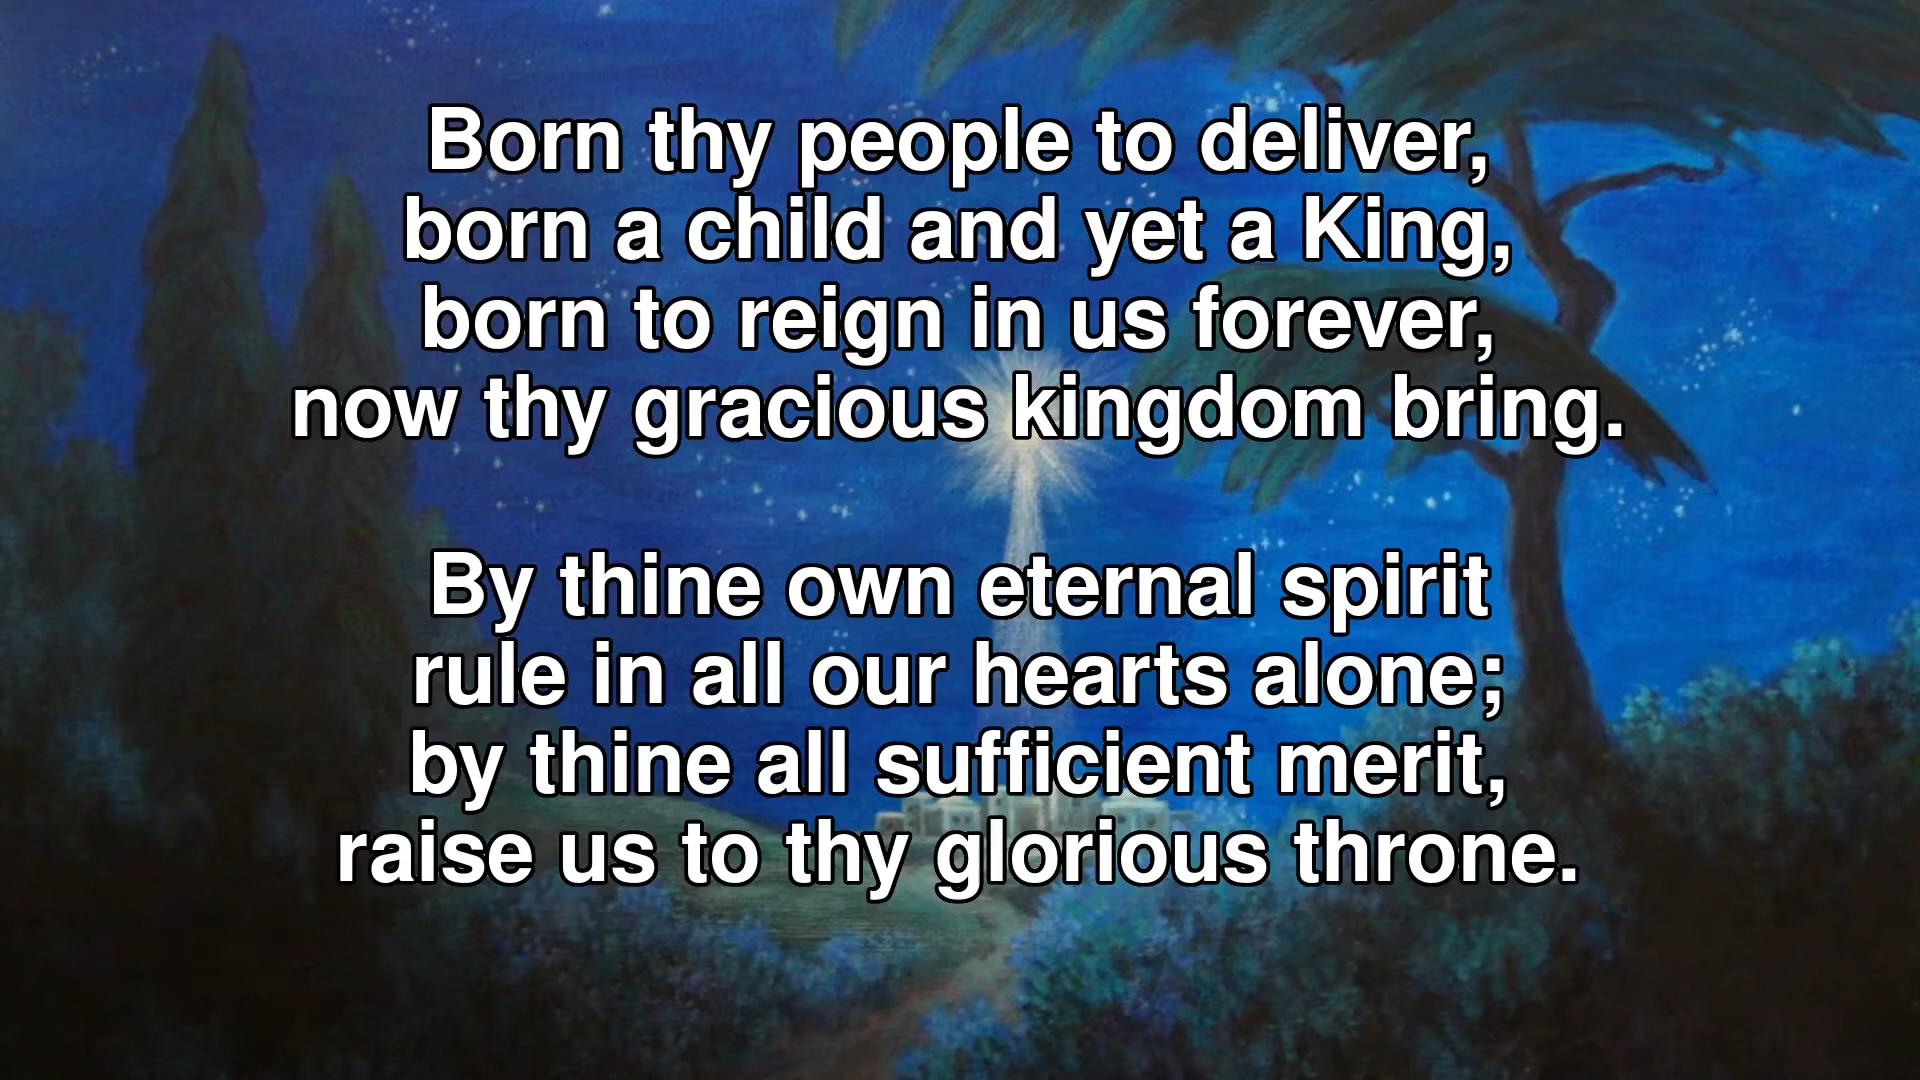 Born thy people to deliver,
born a child and yet a King,
born to reign in us forever,
now thy gracious kingdom bring.
By thine own eternal spirit
rule in all our hearts alone;
by thine all sufficient merit,
raise us to thy glorious throne.